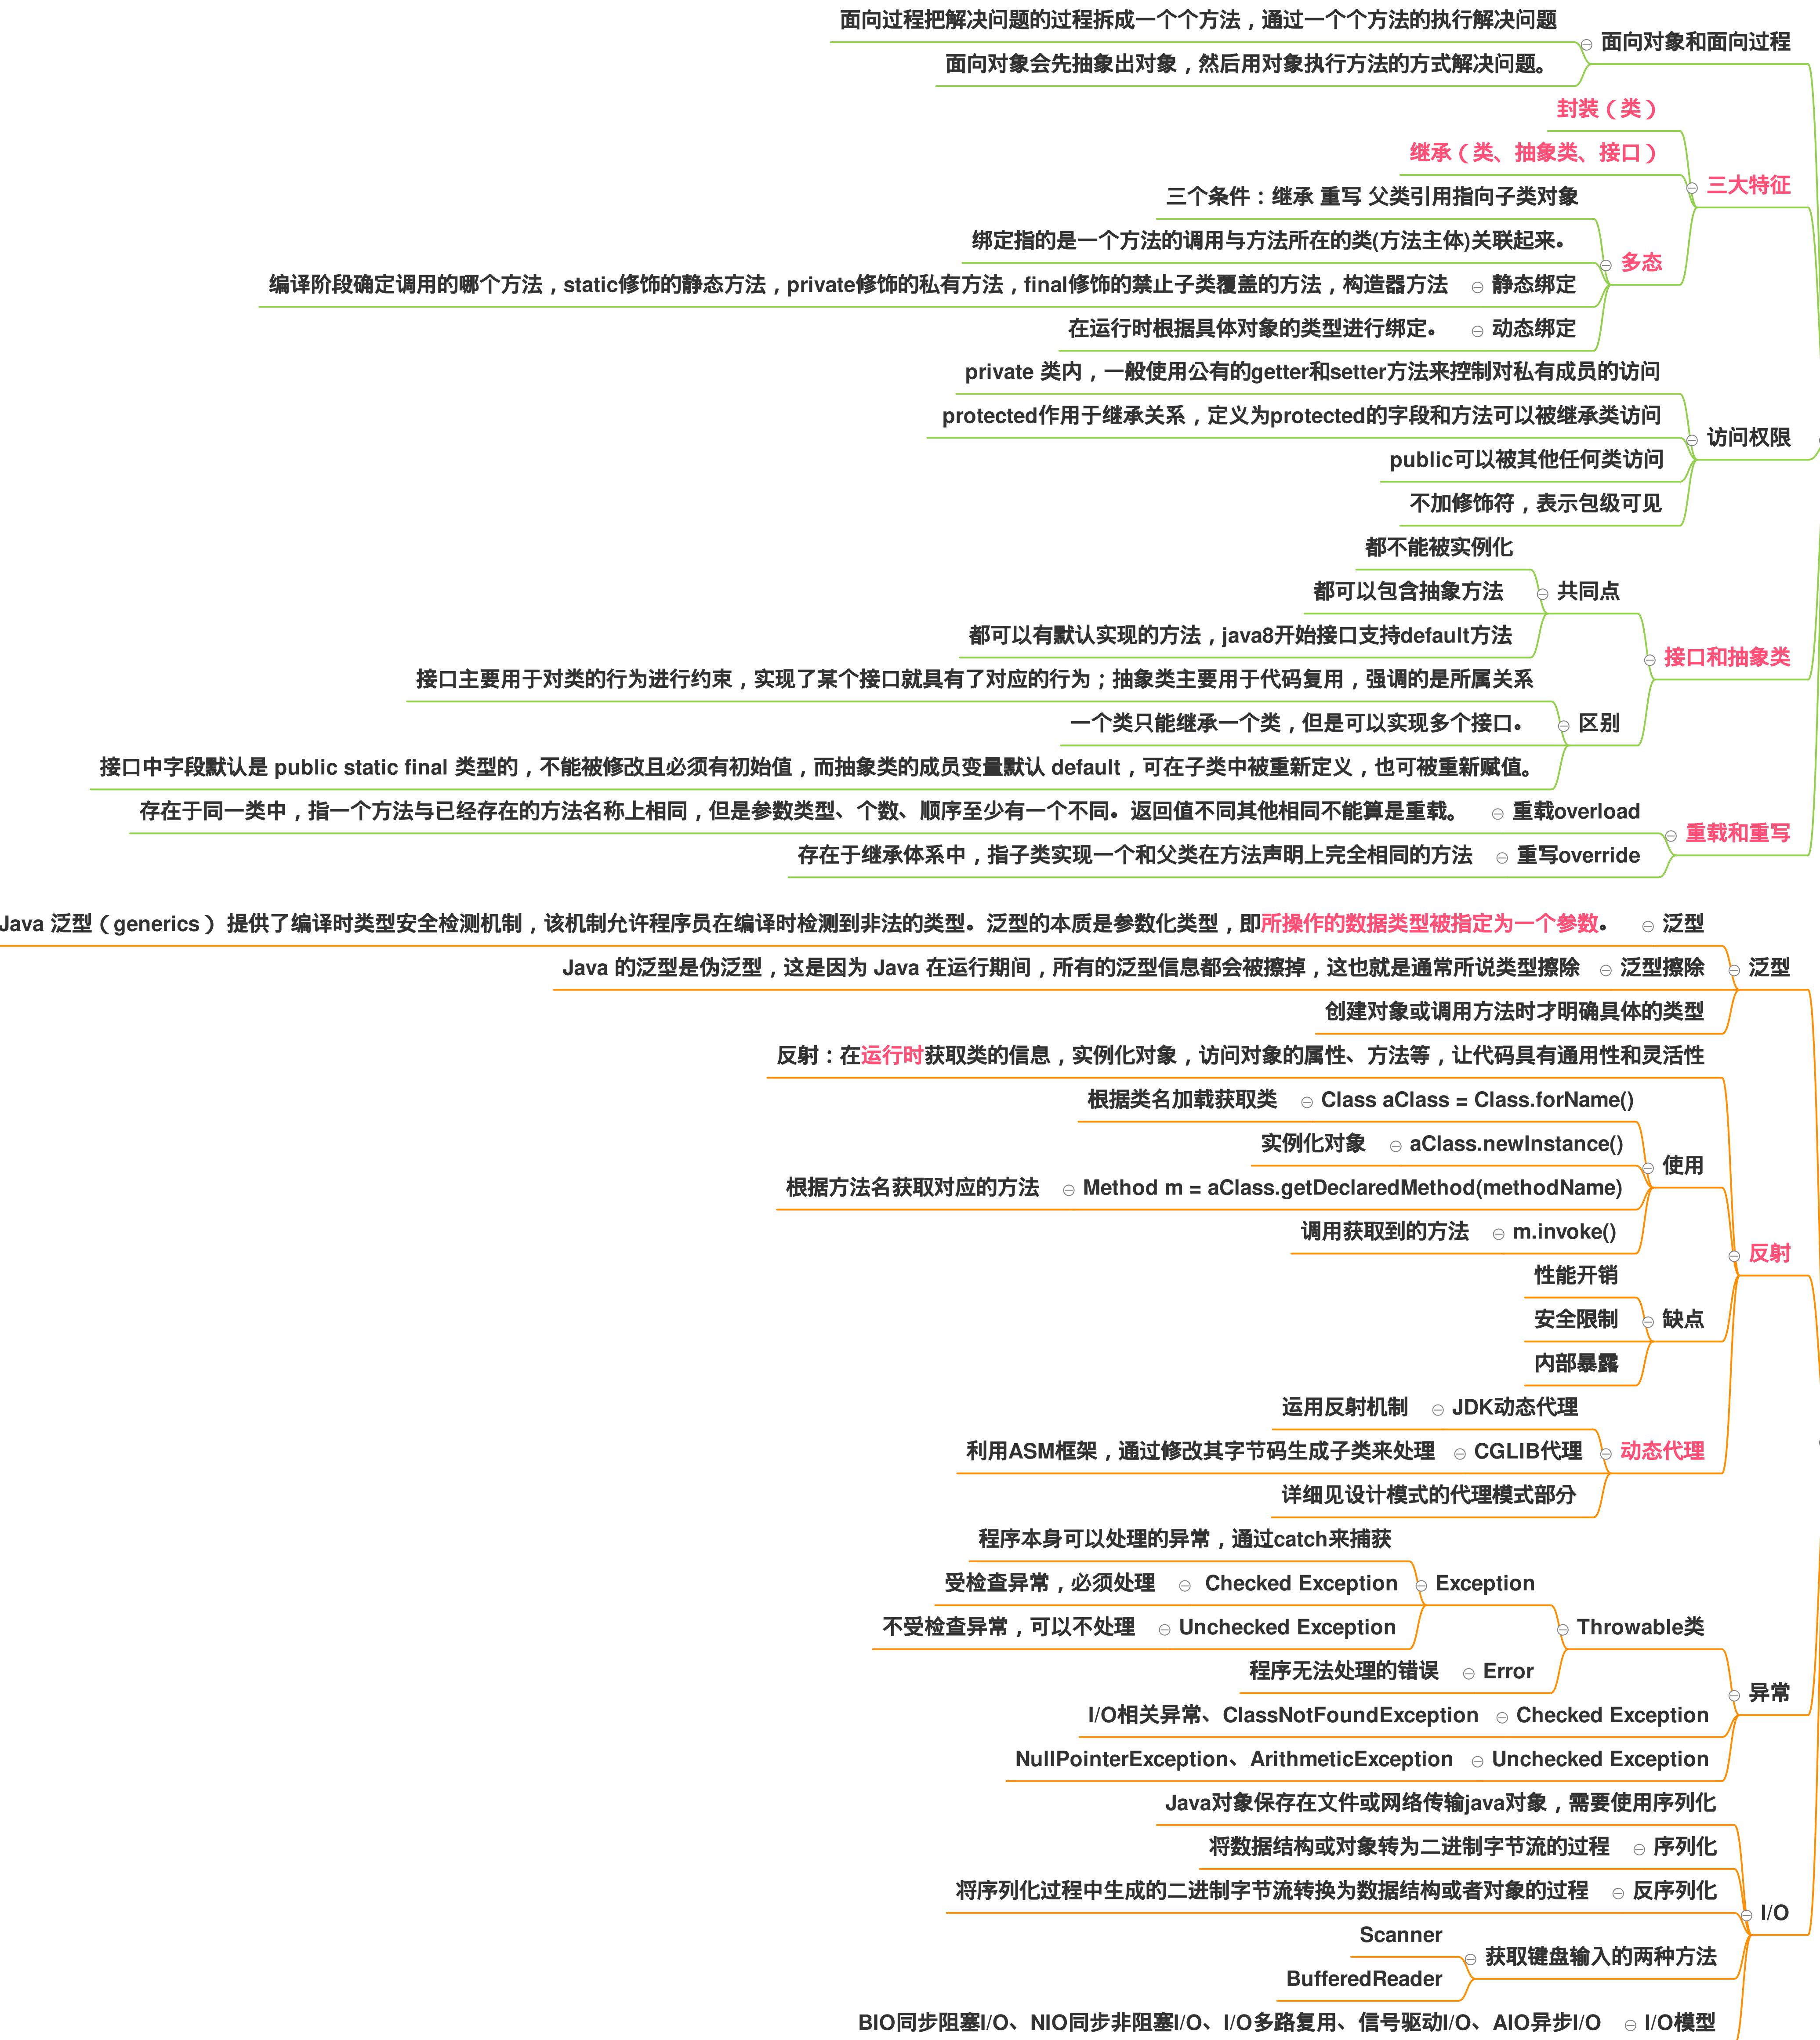 面向过程把解决问题的过程拆成一个个方法，通过一个个方法的执行解决问题
面向对象和面向过程
面向对象会先抽象出对象，然后用对象执行方法的方式解决问题。
封装（类）
继承（类、抽象类、接口）
三大特征
三个条件：继承 重写 父类引用指向子类对象
绑定指的是一个方法的调用与方法所在的类(方法主体)关联起来。
多态
编译阶段确定调用的哪个方法，static修饰的静态方法，private修饰的私有方法，final修饰的禁止子类覆盖的方法，构造器方法 静态绑定
在运行时根据具体对象的类型进行绑定。 动态绑定
private 类内，一般使用公有的getter和setter方法来控制对私有成员的访问
protected作用于继承关系，定义为protected的字段和方法可以被继承类访问
访问权限
public可以被其他任何类访问
不加修饰符，表示包级可见
都不能被实例化
都可以包含抽象方法 共同点
都可以有默认实现的方法，java8开始接口支持default方法
接口和抽象类
接口主要用于对类的行为进行约束，实现了某个接口就具有了对应的行为；抽象类主要用于代码复用，强调的是所属关系
一个类只能继承一个类，但是可以实现多个接口。 区别
接口中字段默认是 public static final 类型的，不能被修改且必须有初始值，而抽象类的成员变量默认 default，可在子类中被重新定义，也可被重新赋值。
存在于同一类中，指一个方法与已经存在的方法名称上相同，但是参数类型、个数、顺序至少有一个不同。返回值不同其他相同不能算是重载。 重载overload
重载和重写
存在于继承体系中，指子类实现一个和父类在方法声明上完全相同的方法 重写override
Java 泛型（generics） 提供了编译时类型安全检测机制，该机制允许程序员在编译时检测到非法的类型。泛型的本质是参数化类型，即所操作的数据类型被指定为一个参数。 泛型
Java 的泛型是伪泛型，这是因为 Java 在运行期间，所有的泛型信息都会被擦掉，这也就是通常所说类型擦除 泛型擦除 泛型
创建对象或调用方法时才明确具体的类型
反射：在运行时获取类的信息，实例化对象，访问对象的属性、方法等，让代码具有通用性和灵活性
根据类名加载获取类 Class aClass = Class.forName()
实例化对象 aClass.newInstance()
使用
根据方法名获取对应的方法 Method m = aClass.getDeclaredMethod(methodName)
调用获取到的方法 m.invoke()
反射
性能开销
安全限制 缺点
内部暴露
运用反射机制 JDK动态代理
利用ASM框架，通过修改其字节码生成子类来处理 CGLIB代理 动态代理
详细见设计模式的代理模式部分
程序本身可以处理的异常，通过catch来捕获
受检查异常，必须处理 Checked Exception Exception
不受检查异常，可以不处理 Unchecked Exception Throwable类
程序无法处理的错误 Error
异常
I/O相关异常、ClassNotFoundException Checked Exception
NullPointerException、ArithmeticException Unchecked Exception
Java对象保存在文件或网络传输java对象，需要使用序列化
将数据结构或对象转为二进制字节流的过程 序列化
将序列化过程中生成的二进制字节流转换为数据结构或者对象的过程 反序列化
I/O
Scanner
获取键盘输入的两种方法
BufferedReader
BIO同步阻塞I/O、NIO同步非阻塞I/O、I/O多路复用、信号驱动I/O、AIO异步I/O I/O模型